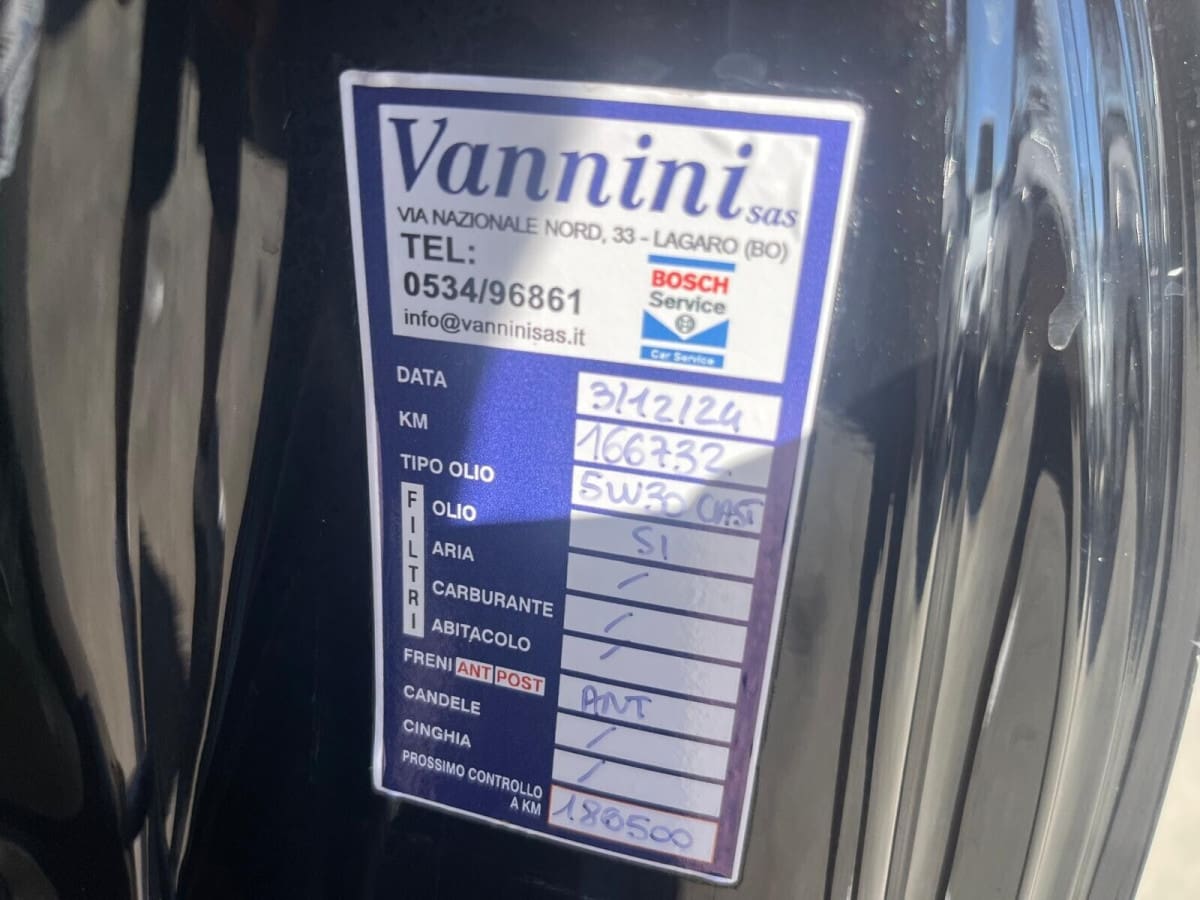 Vannini sas
VIA NAZIONALE NORD, 33 - LAGARO (BO)
TEL:
0534/96861
info@vanninisas.it
BOSCH
Service
Car Service
DATA 3/12/24
KM 166732
TIPO OLIO 5W30 CAST
FILTRI
OLIO SI
ARIA /
CARBURANTE /
ABITACOLO /
FRENI ANT POST ANT
CANDELE /
CINGHIA /
PROSSIMO CONTROLLO
A KM 180500